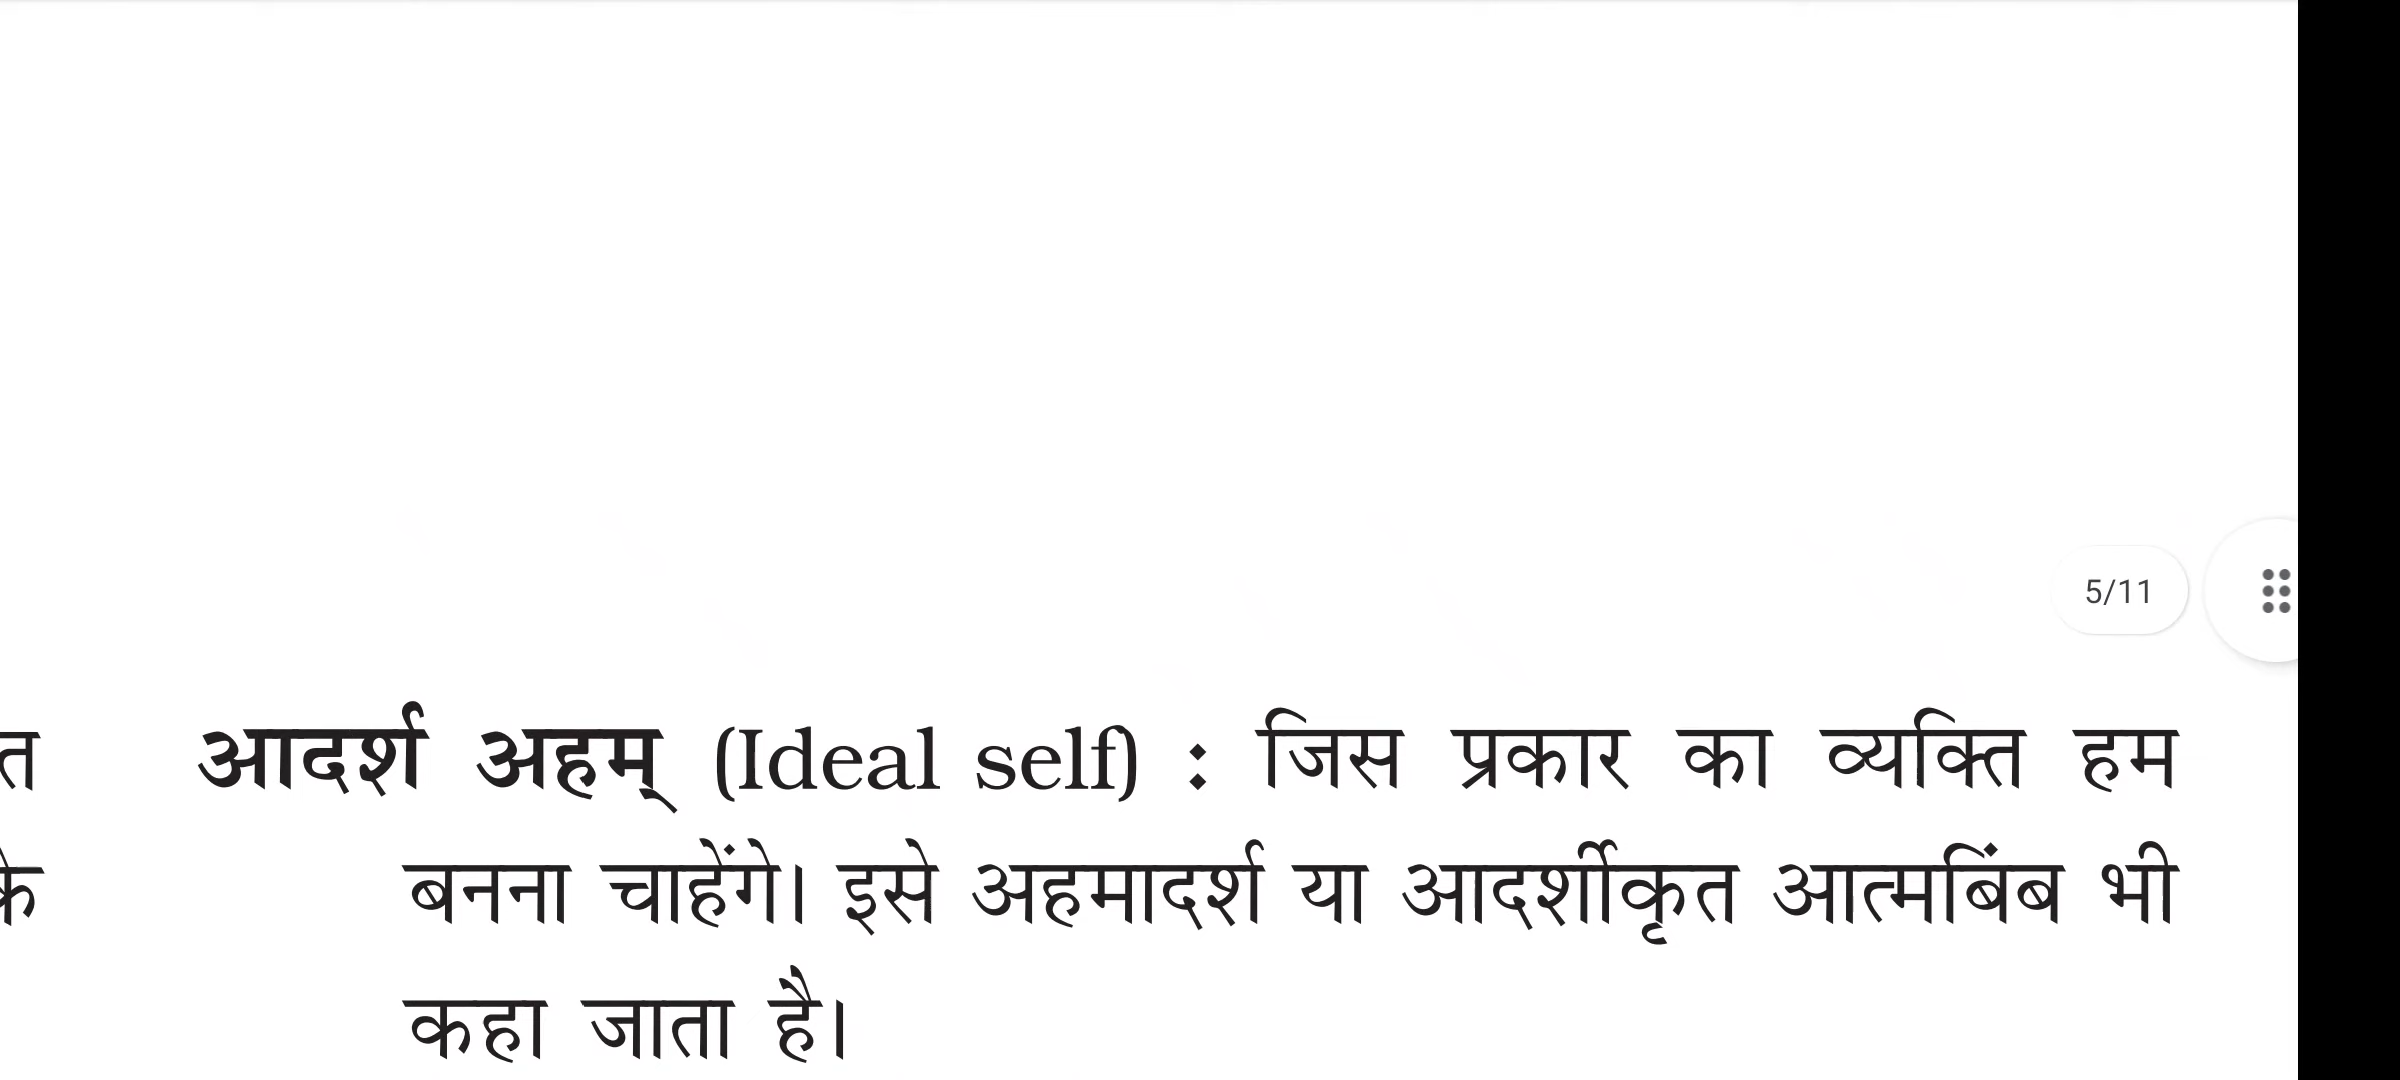 5/11
आदर्श अहम् (Ideal self) : जिस प्रकार का व्यक्ति हम
बनना चाहेंगे। इसे अहमादर्श या आदर्शीकृत आत्मबिंब भी
कहा जाता है।